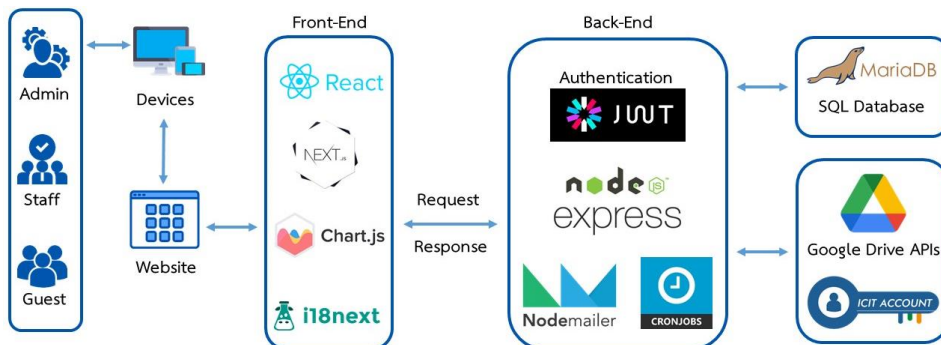 Front-End
Back-End
Admin
Staff
Guest
Devices
Website
React
NEXT.JS
Chart.js
i18next
Request
Response
Authentication
JWT
node JS
express
Nodemailer
CRONJOBS
MariaDB
SQL Database
Google Drive APIs
ICIT ACCOUNT